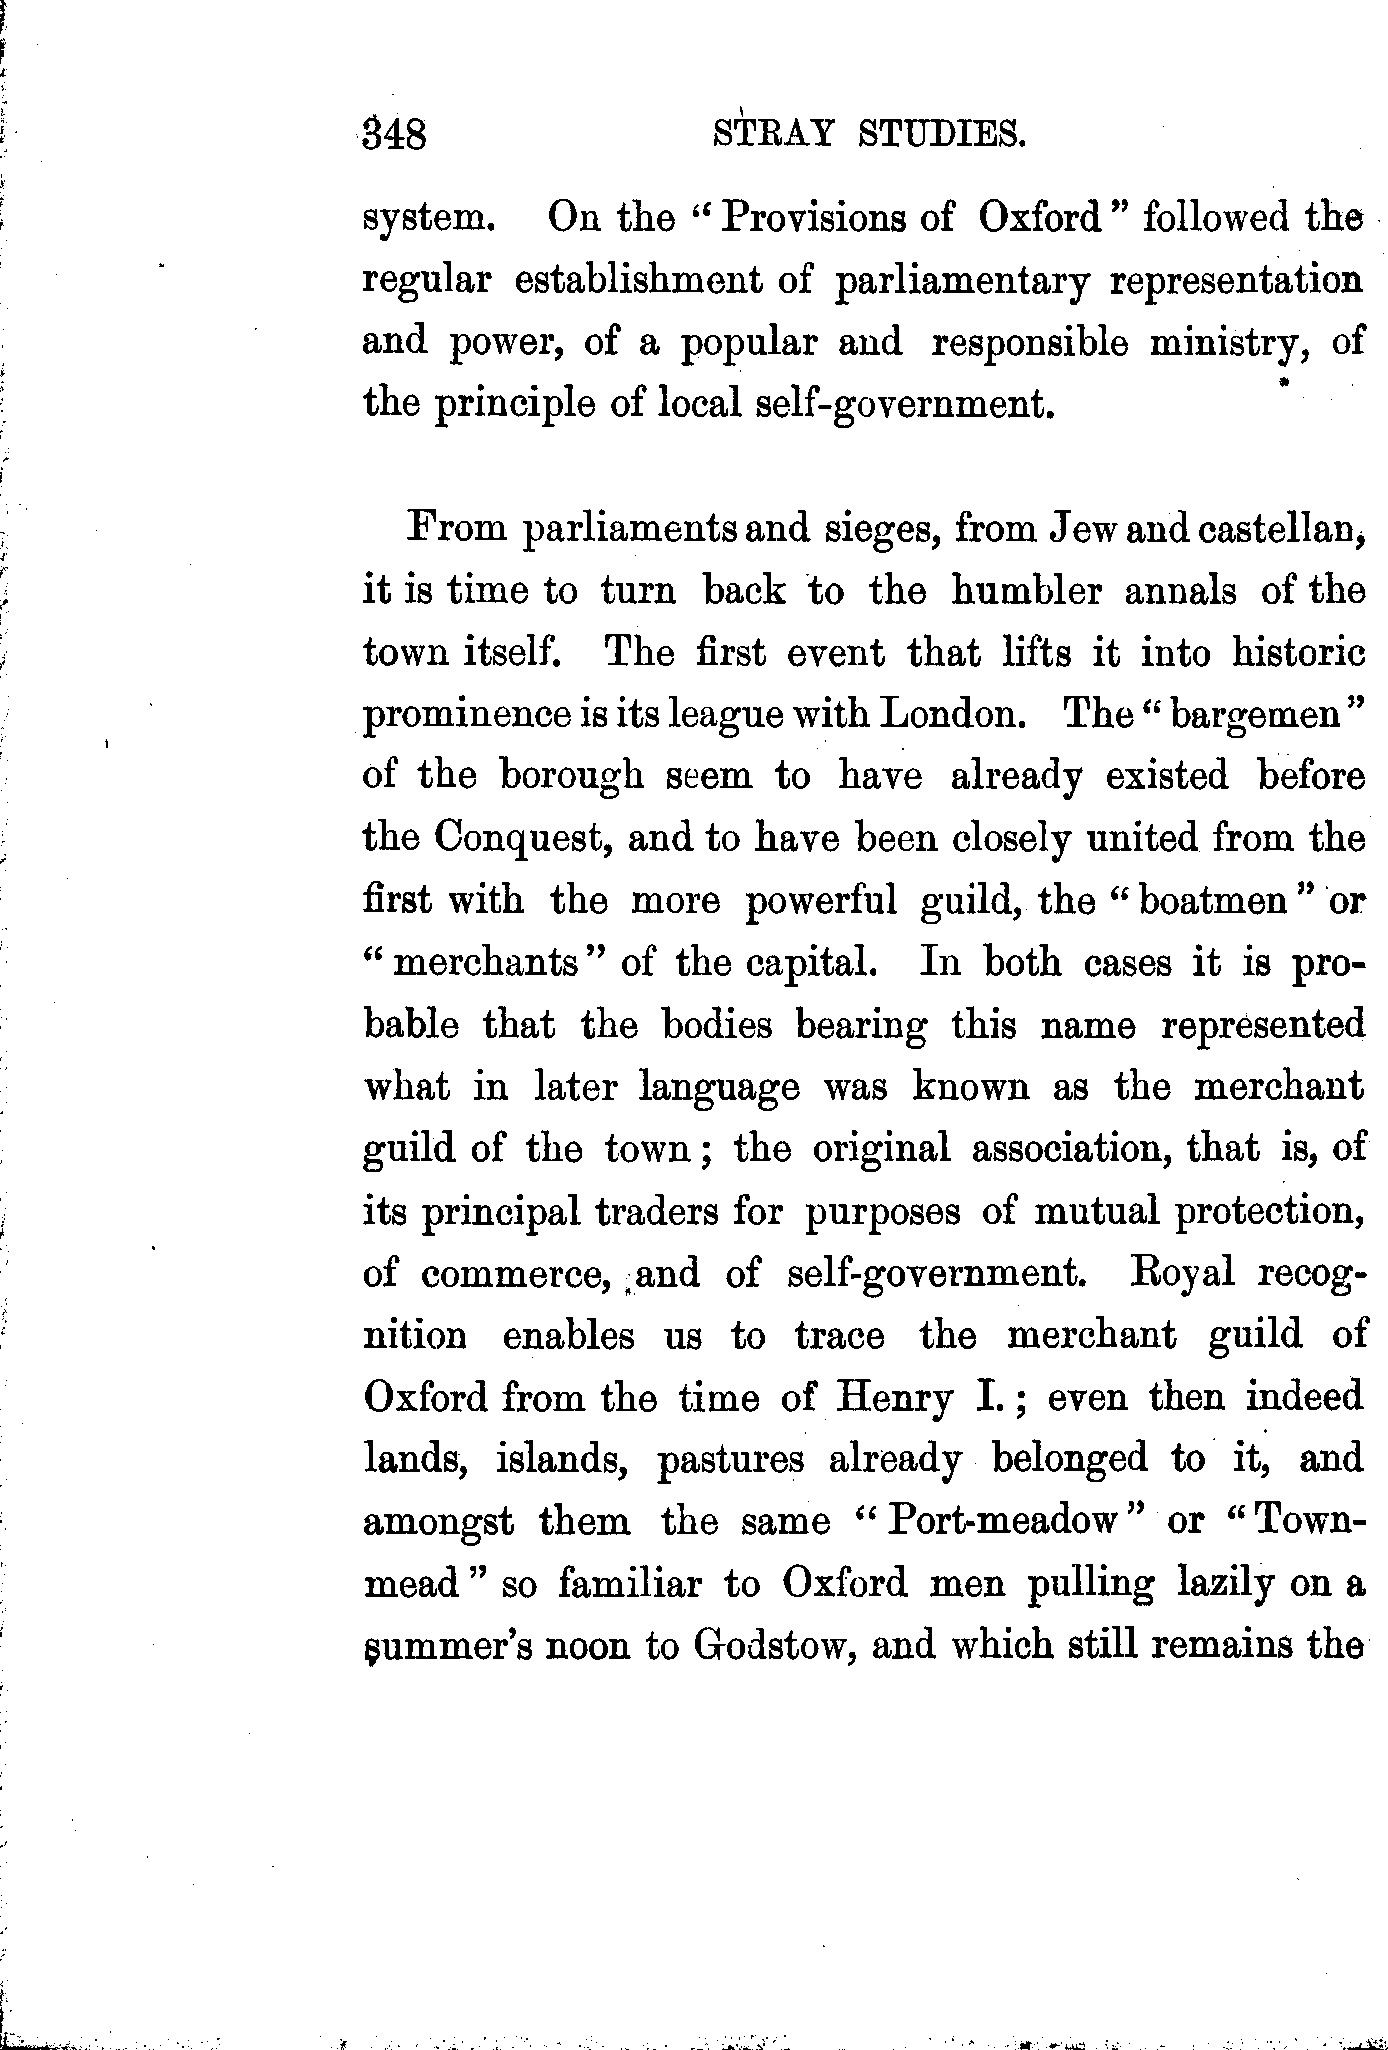 348 STRAY STUDIES.
system. On the " Provisions of Oxford " followed the
regular establishment of parliamentary representation
and power, of a popular and responsible ministry, of
the principle of local self-government.
From parliaments and sieges, from Jew and castellan,
it is time to turn back to the humbler annals of the
town itself. The first event that lifts it into historic
prominence is its league with London. The " bargemen "
of the borough seem to have already existed before
the Conquest, and to have been closely united from the
first with the more powerful guild, the " boatmen " or
" merchants " of the capital. In both cases it is pro-
bable that the bodies bearing this name represented
what in later language was known as the merchant
guild of the town ; the original association, that is, of
its principal traders for purposes of mutual protection,
of commerce, and of self-government. Royal recog-
nition enables us to trace the merchant guild of
Oxford from the time of Henry I. ; even then indeed
lands, islands, pastures already belonged to it, and
amongst them the same " Port-meadow " or " Town-
mead " so familiar to Oxford men pulling lazily on a
summer's noon to Godstow, and which still remains the